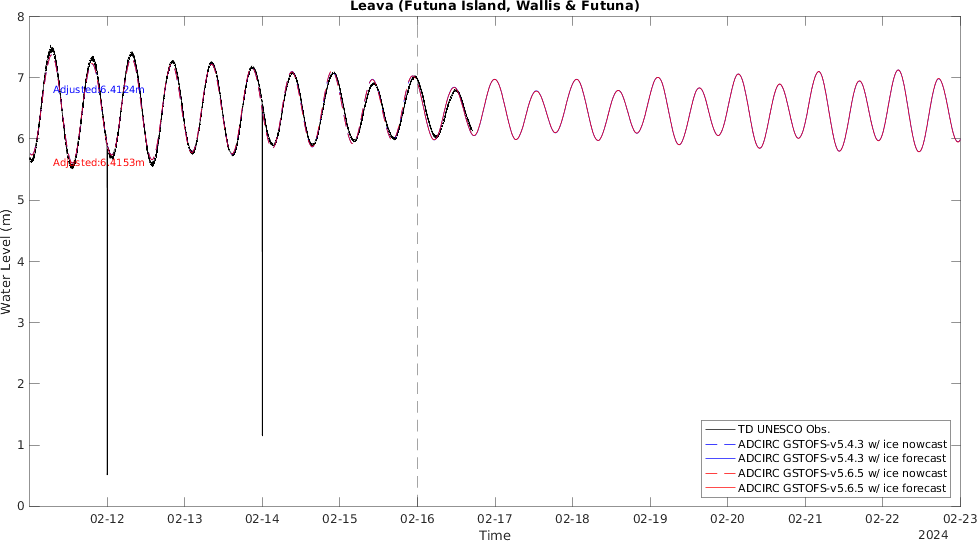 Leava (Futuna Island, Wallis & Futuna)
8
7
6
5
4
3
2
1
0
Water Level (m)
Adjusted:6.4124m
Adjusted:6.4153m
TD UNESCO Obs.
ADCIRC GSTOFS-v5.4.3 w/ ice nowcast
ADCIRC GSTOFS-v5.4.3 w/ ice forecast
ADCIRC GSTOFS-v5.6.5 w/ ice nowcast
ADCIRC GSTOFS-v5.6.5 w/ ice forecast
02-12 02-13 02-14 02-15 02-16 02-17 02-18 02-19 02-20 02-21 02-22 02-23
Time
2024